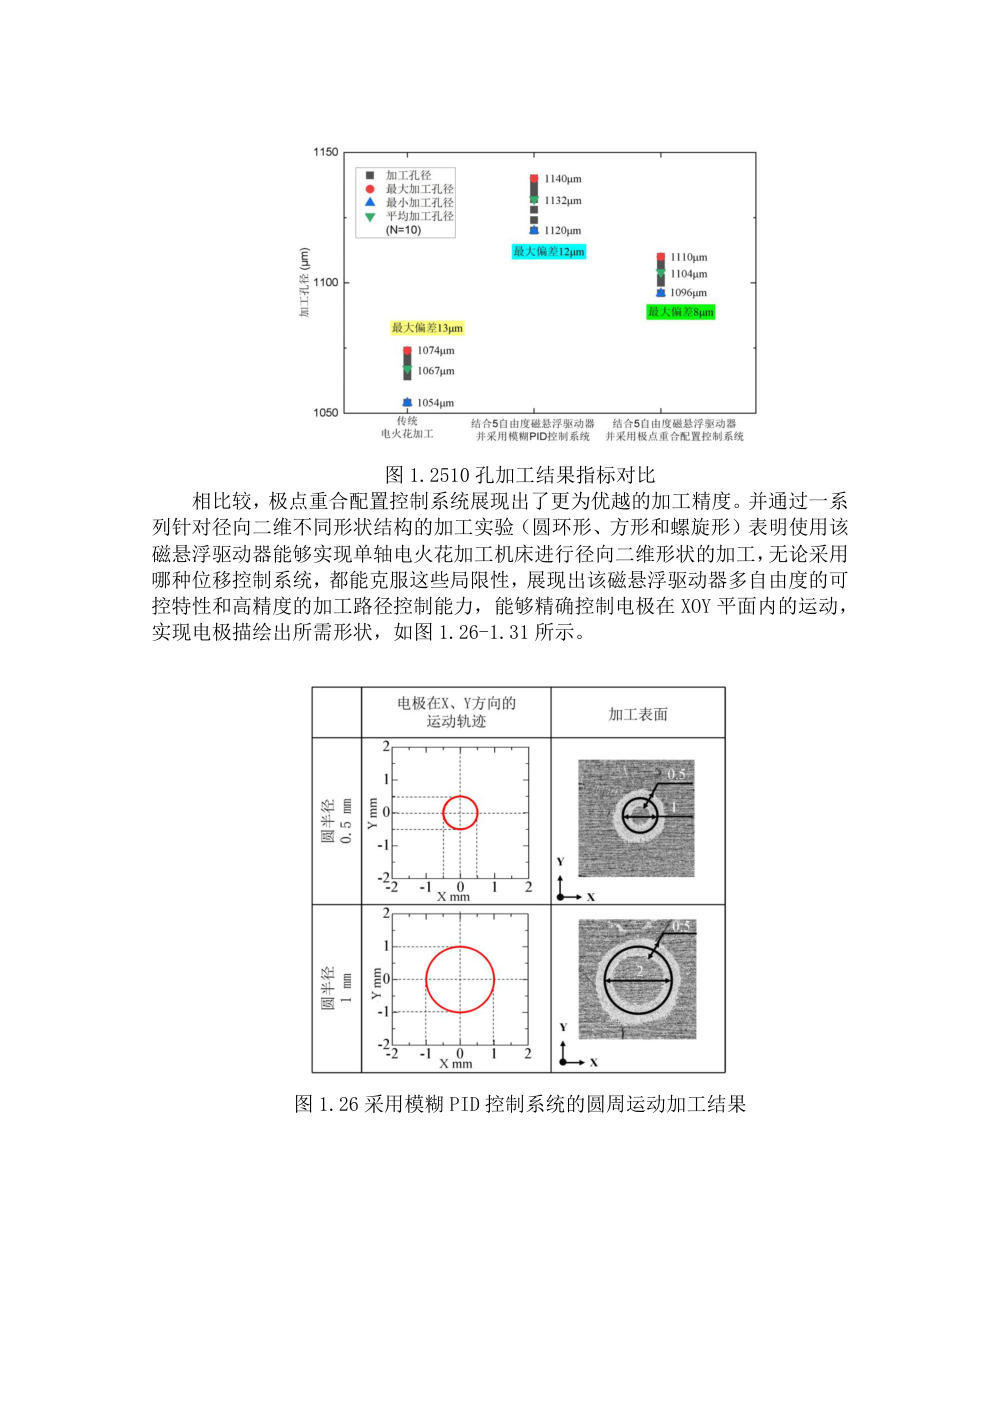 1150
加工孔径
最大加工孔径
最小加工孔径
平均加工孔径
(N=10)
1140μm
1132μm
1120μm
最大偏差12μm
1110μm
1104μm
1096μm
最大偏差8μm
加工孔径 (μm)
1100
最大偏差13μm
1074μm
1067μm
1054μm
1050
传统
电火花加工
结合5自由度磁悬浮驱动器
并采用模糊PID控制系统
结合5自由度磁悬浮驱动器
并采用极点重合配置控制系统
图 1.2510 孔加工结果指标对比
相比较，极点重合配置控制系统展现出了更为优越的加工精度。并通过一系
列针对径向二维不同形状结构的加工实验（圆环形、方形和螺旋形）表明使用该
磁悬浮驱动器能够实现单轴电火花加工机床进行径向二维形状的加工，无论采用
哪种位移控制系统，都能克服这些局限性，展现出该磁悬浮驱动器多自由度的可
控特性和高精度的加工路径控制能力，能够精确控制电极在 XOY 平面内的运动，
实现电极描绘出所需形状，如图 1.26-1.31 所示。
电极在X、Y方向的
运动轨迹
加工表面
圆半径
0.5 mm
2
1
0
-1
-2
Y mm
-2 -1 0 1 2
X mm
0.5
1
Y
X
圆半径
1 mm
2
1
0
-1
-2
Y mm
-2 -1 0 1 2
X mm
0.5
2
Y
X
图 1.26 采用模糊 PID 控制系统的圆周运动加工结果